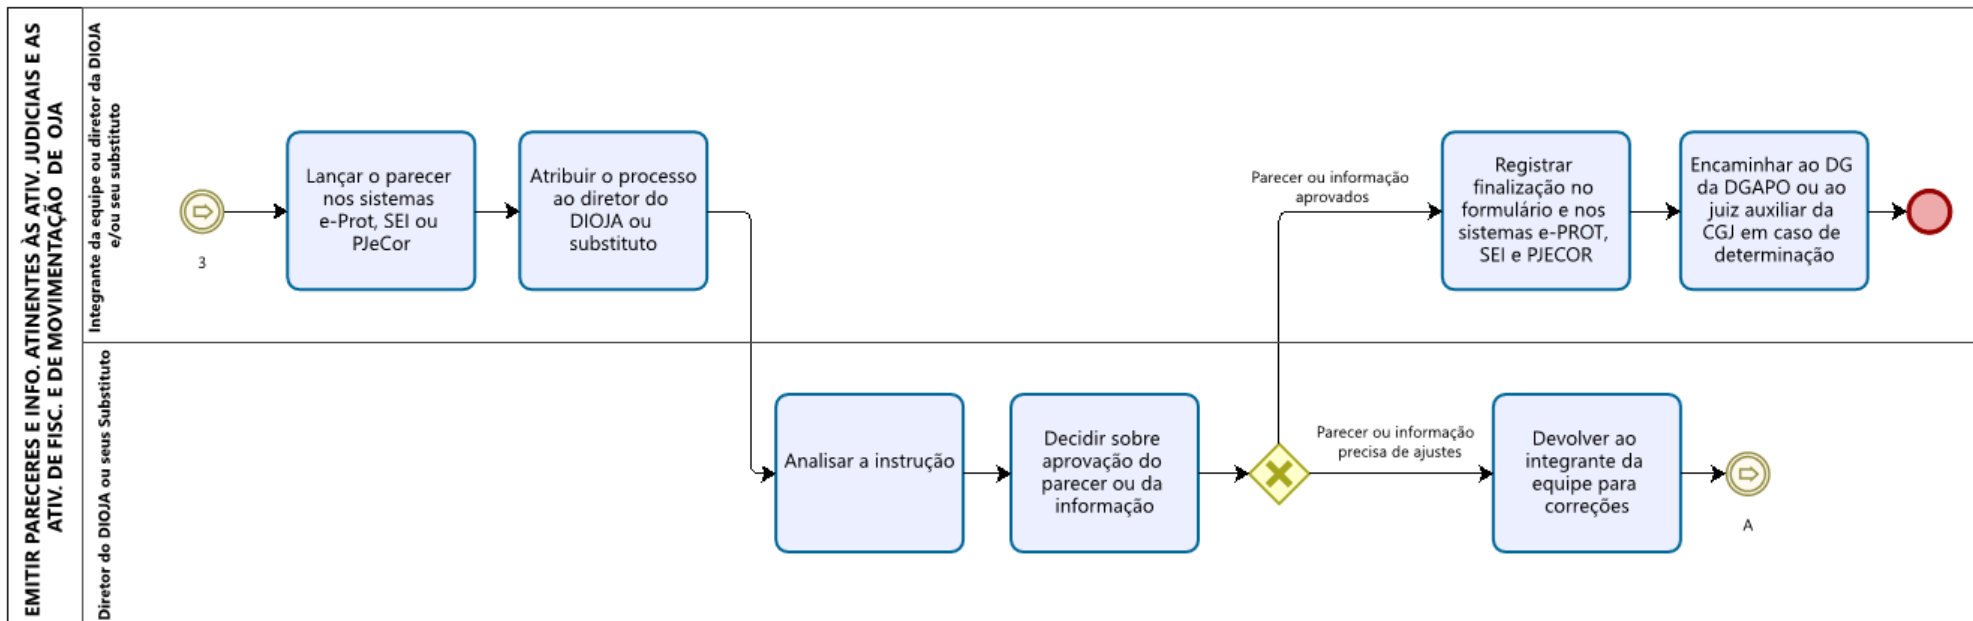 EMITIR PARECERES E INFO. ATINENTES ÀS ATIV. JUDICIAIS E AS
ATIV. DE FISC. E DE MOVIMENTAÇÃO DE OJA
Integrante da equipe ou diretor da DIOJA
e/ou seu substituto
3
Lançar o parecer
nos sistemas
e-Prot, SEI ou
PJeCor
Atribuir o processo
ao diretor do
DIOJA ou
substituto
Parecer ou informação
aprovados
Registrar
finalização no
formulário e nos
sistemas e-PROT,
SEI e PJECOR
Encaminhar ao DG
da DGAPO ou ao
juiz auxiliar da
CGJ em caso de
determinação
Diretor do DIOJA ou seus Substituto
Analisar a instrução
Decidir sobre
aprovação do
parecer ou da
informação
Parecer ou informação
precisa de ajustes
Devolver ao
integrante da
equipe para
correções
A